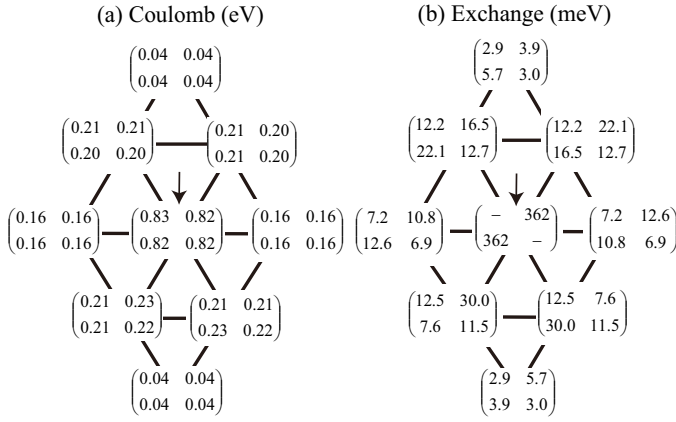 (a) Coulomb (eV) (b) Exchange (meV)
0.04 0.04 2.9 3.9
0.04 0.04 5.7 3.0
0.21 0.21 0.21 0.20 12.2 16.5 12.2 22.1
0.20 0.20 0.21 0.20 22.1 12.7 16.5 12.7
0.16 0.16 0.83 0.82 0.16 0.16 7.2 10.8 – 362 7.2 12.6
0.16 0.16 0.82 0.82 0.16 0.16 12.6 6.9 362 – 10.8 6.9
0.21 0.23 0.21 0.21 12.5 30.0 12.5 7.6
0.21 0.22 0.23 0.22 7.6 11.5 30.0 11.5
0.04 0.04 2.9 5.7
0.04 0.04 3.9 3.0